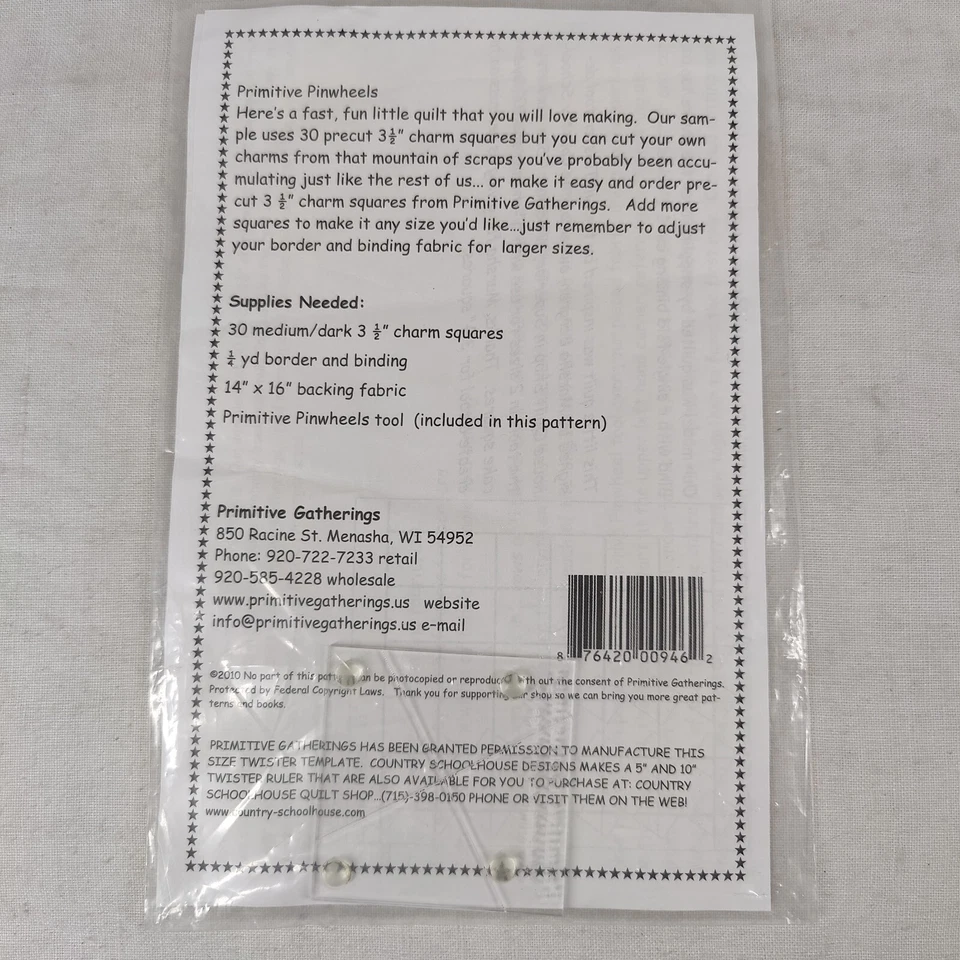 Primitive Pinwheels
Here's a fast, fun little quilt that you will love making. Our sam-
ple uses 30 precut 3½" charm squares but you can cut your own
charms from that mountain of scraps you've probably been accu-
mulating just like the rest of us... or make it easy and order pre-
cut 3 ½" charm squares from Primitive Gatherings. Add more
squares to make it any size you'd like...just remember to adjust
your border and binding fabric for larger sizes.
Supplies Needed:
30 medium/dark 3 ½" charm squares
¼ yd border and binding
14" x 16" backing fabric
Primitive Pinwheels tool (included in this pattern)
Primitive Gatherings
850 Racine St. Menasha, WI 54952
Phone: 920-722-7233 retail
920-585-4228 wholesale
www.primitivegatherings.us website
info@primitivegatherings.us e-mail
8 76420 00946 2
©2010 No part of this pattern can be photocopied or reproduced with out the consent of Primitive Gatherings.
Protected by Federal Copyright Laws. Thank you for supporting our shop so we can bring you more great pat-
terns and books.
PRIMITIVE GATHERINGS HAS BEEN GRANTED PERMISSION TO MANUFACTURE THIS
SIZE TWISTER TEMPLATE. COUNTRY SCHOOLHOUSE DESIGNS MAKES A 5" AND 10"
TWISTER RULER THAT ARE ALSO AVAILABLE FOR YOU TO PURCHASE AT: COUNTRY
SCHOOLHOUSE QUILT SHOP...(715)-398-0150 PHONE OR VISIT THEM ON THE WEB!
www.country-schoolhouse.com